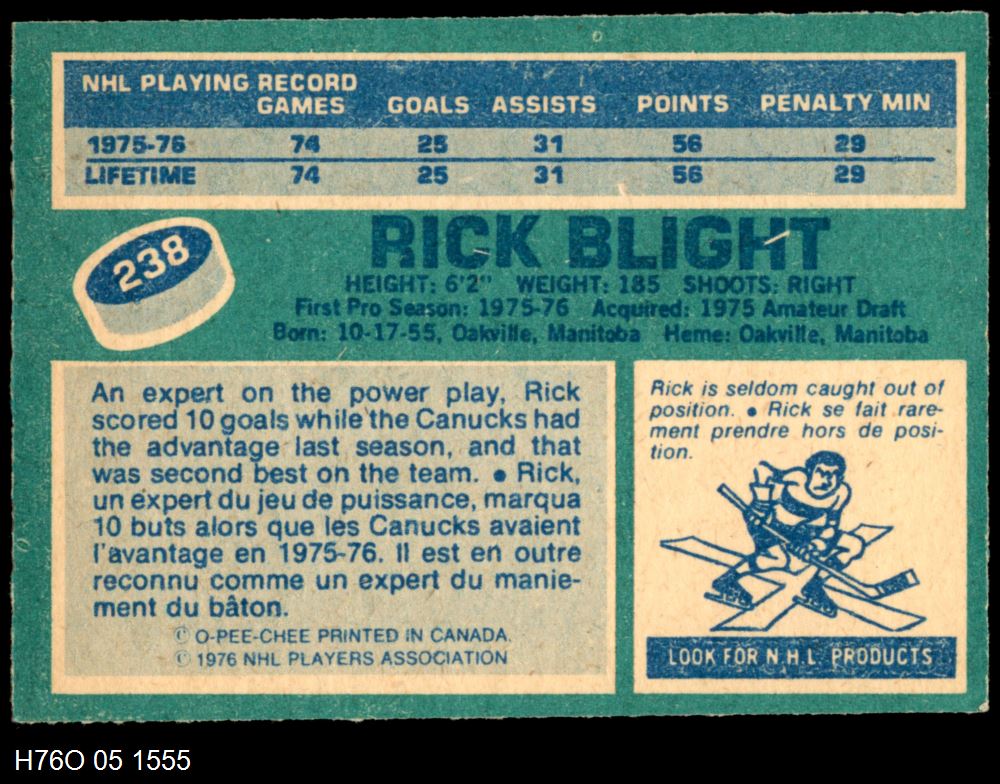 NHL PLAYING RECORD
GAMES GOALS ASSISTS POINTS PENALTY MIN
1975-76 74 25 31 56 29
LIFETIME 74 25 31 56 29
238
RICK BLIGHT
HEIGHT: 6'2" WEIGHT: 185 SHOOTS: RIGHT
First Pro Season: 1975-76 Acquired: 1975 Amateur Draft
Born: 10-17-55, Oakville, Manitoba Heme: Oakville, Manitoba
An expert on the power play, Rick
scored 10 goals while the Canucks had
the advantage last season, and that
was second best on the team. ● Rick,
un expert du jeu de puissance, marqua
10 buts alors que les Canucks avaient
l'avantage en 1975-76. Il est en outre
reconnu comme un expert du manie-
ment du bâton.
© O-PEE-CHEE PRINTED IN CANADA.
© 1976 NHL PLAYERS ASSOCIATION
Rick is seldom caught out of
position. ● Rick se fait rare-
ment prendre hors de posi-
tion.
LOOK FOR N.H.L PRODUCTS
H76O 05 1555